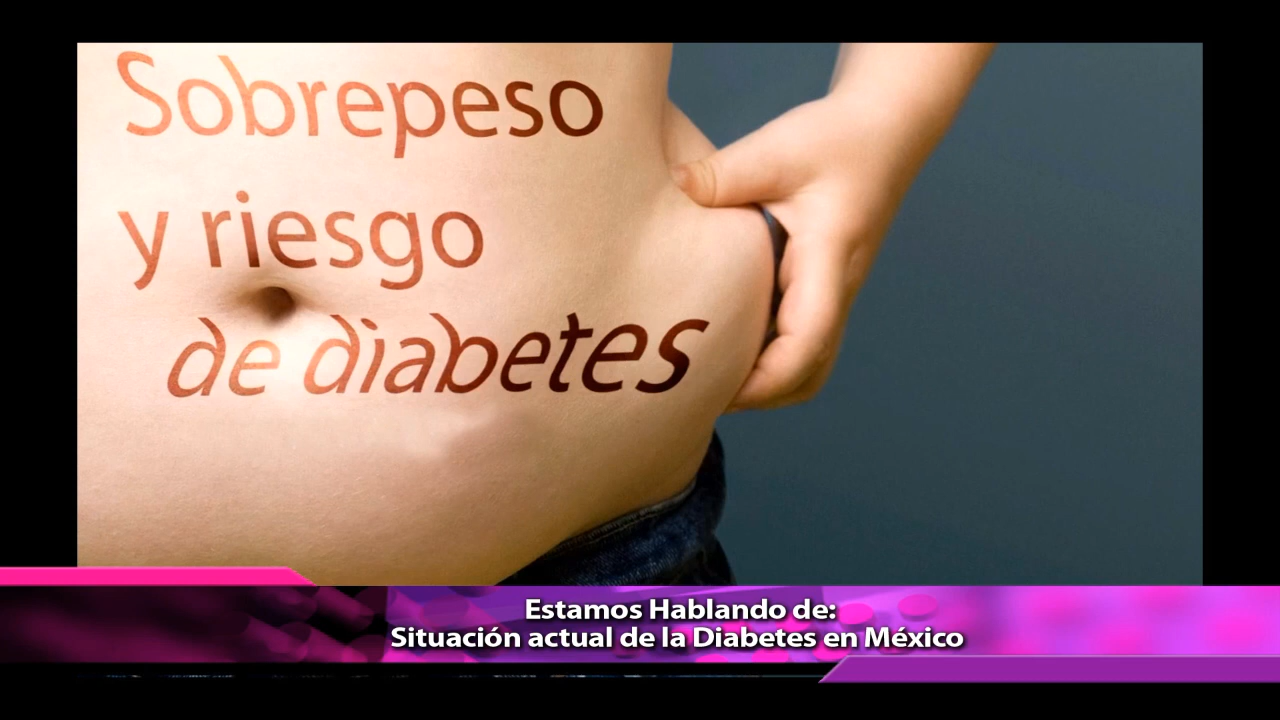 Sobrepeso
y riesgo
de diabetes
Estamos Hablando de:
Situación actual de la Diabetes en México